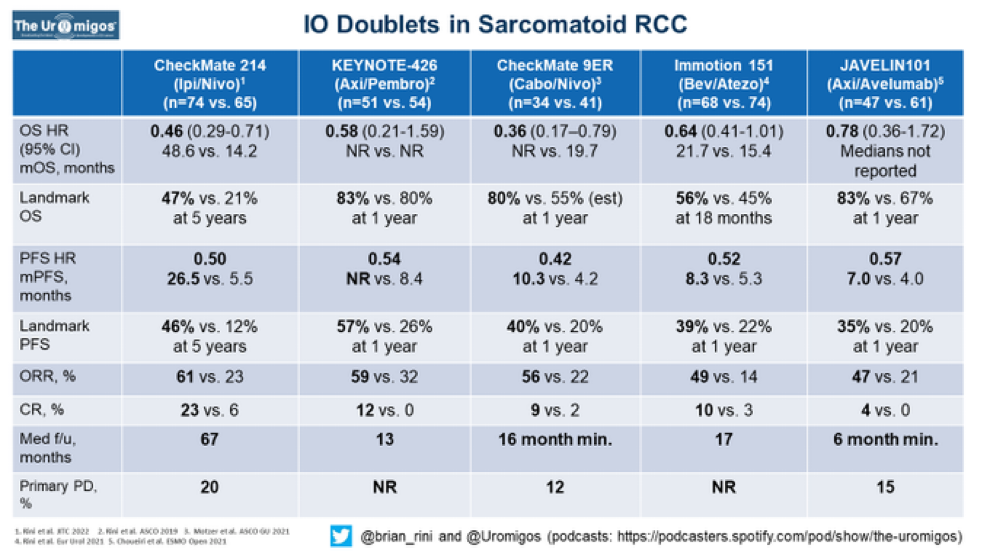 The Uromigos
IO Doublets in Sarcomatoid RCC
CheckMate 214
(Ipi/Nivo)1
(n=74 vs. 65)
KEYNOTE-426
(Axi/Pembro)2
(n=51 vs. 54)
CheckMate 9ER
(Cabo/Nivo)3
(n=34 vs. 41)
Immotion 151
(Bev/Atezo)4
(n=68 vs. 74)
JAVELIN101
(Axi/Avelumab)5
(n=47 vs. 61)
OS HR
(95% CI)
mOS, months
0.46 (0.29-0.71)
48.6 vs. 14.2
0.58 (0.21-1.59)
NR vs. NR
0.36 (0.17–0.79)
NR vs. 19.7
0.64 (0.41-1.01)
21.7 vs. 15.4
0.78 (0.36-1.72)
Medians not
reported
Landmark
OS
47% vs. 21%
at 5 years
83% vs. 80%
at 1 year
80% vs. 55% (est)
at 1 year
56% vs. 45%
at 18 months
83% vs. 67%
at 1 year
PFS HR
mPFS,
months
0.50
26.5 vs. 5.5
0.54
NR vs. 8.4
0.42
10.3 vs. 4.2
0.52
8.3 vs. 5.3
0.57
7.0 vs. 4.0
Landmark
PFS
46% vs. 12%
at 5 years
57% vs. 26%
at 1 year
40% vs. 20%
at 1 year
39% vs. 22%
at 1 year
35% vs. 20%
at 1 year
ORR, %
61 vs. 23
59 vs. 32
56 vs. 22
49 vs. 14
47 vs. 21
CR, %
23 vs. 6
12 vs. 0
9 vs. 2
10 vs. 3
4 vs. 0
Med f/u,
months
67
13
16 month min.
17
6 month min.
Primary PD,
%
20
NR
12
NR
15
1. Rini et al. JITC 2022 2. Rini et al. ASCO 2019 3. Motzer et al. ASCO GU 2021
4. Rini et al. Eur Urol 2021 5. Choueiri et al. ESMO Open 2021
@brian_rini and @Uromigos (podcasts: https://podcasters.spotify.com/pod/show/the-uromigos)